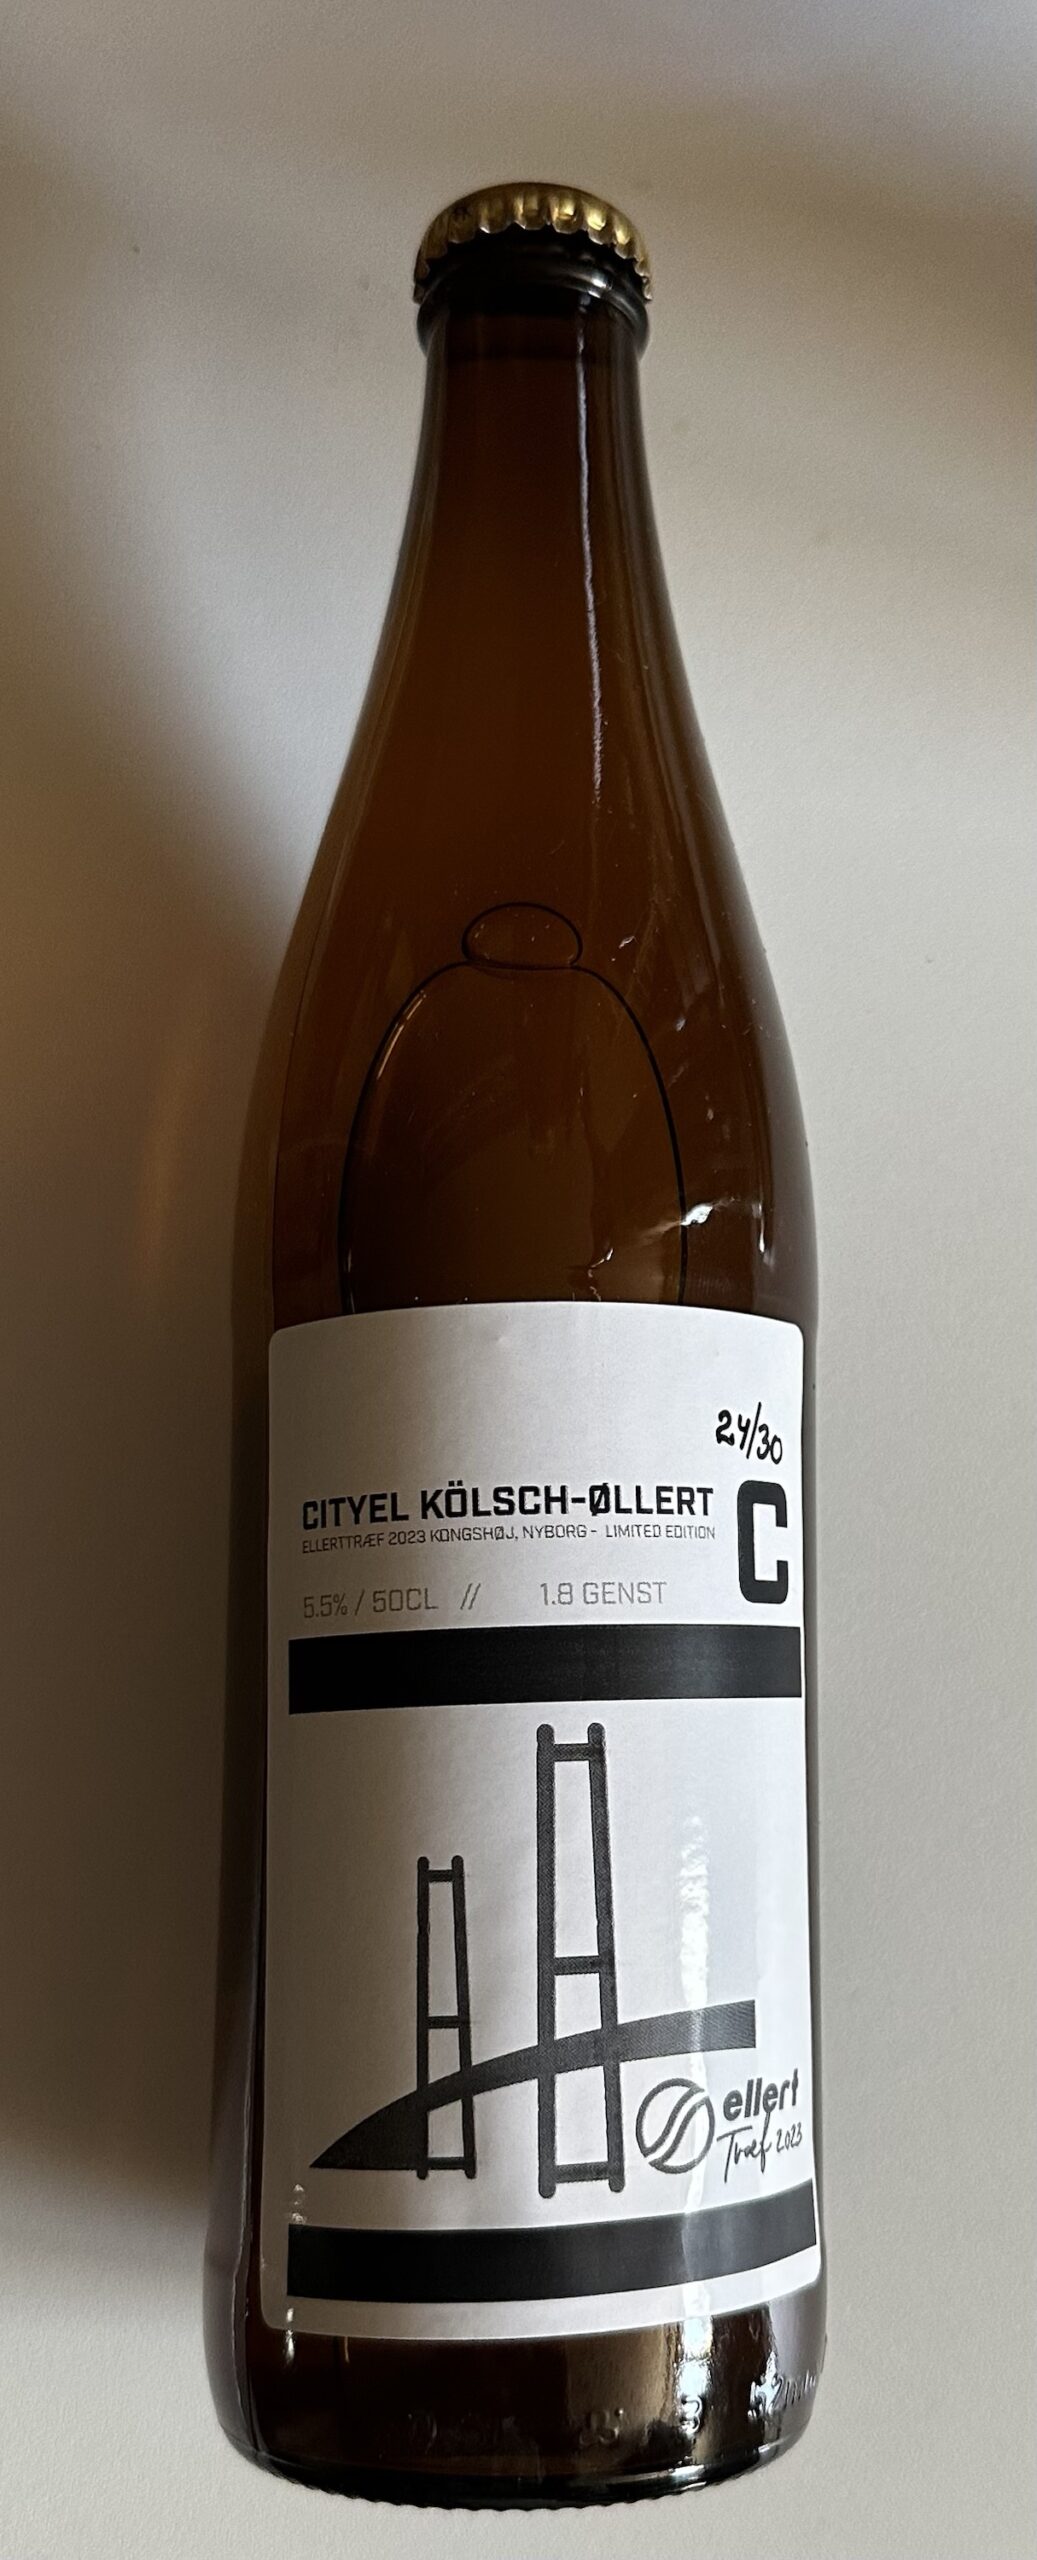 24/30
CITYEL KÖLSCH-ØLLERT
C
ELLERTTRÆF 2023 KONGSHØJ, NYBORG - LIMITED EDITION
5.5% / 50CL // 1.8 GENST
ellert
Træf 2023